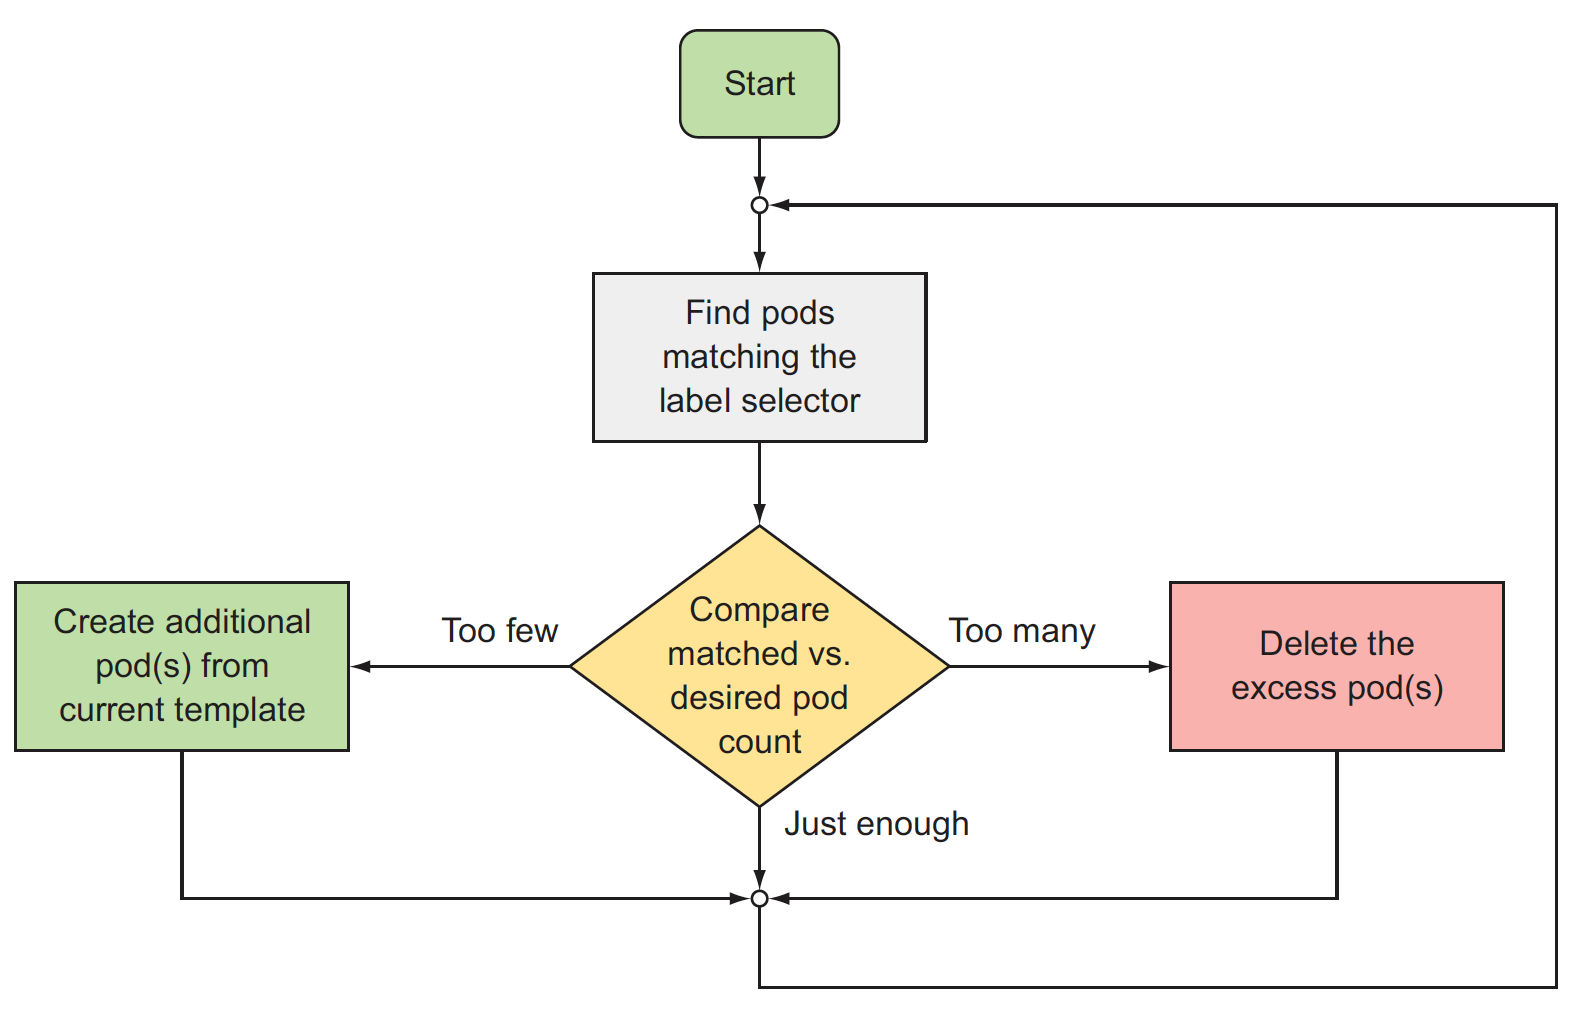 Start
Find pods
matching the
label selector
Create additional
pod(s) from
current template
Too few
Compare
matched vs.
desired pod
count
Too many
Delete the
excess pod(s)
Just enough